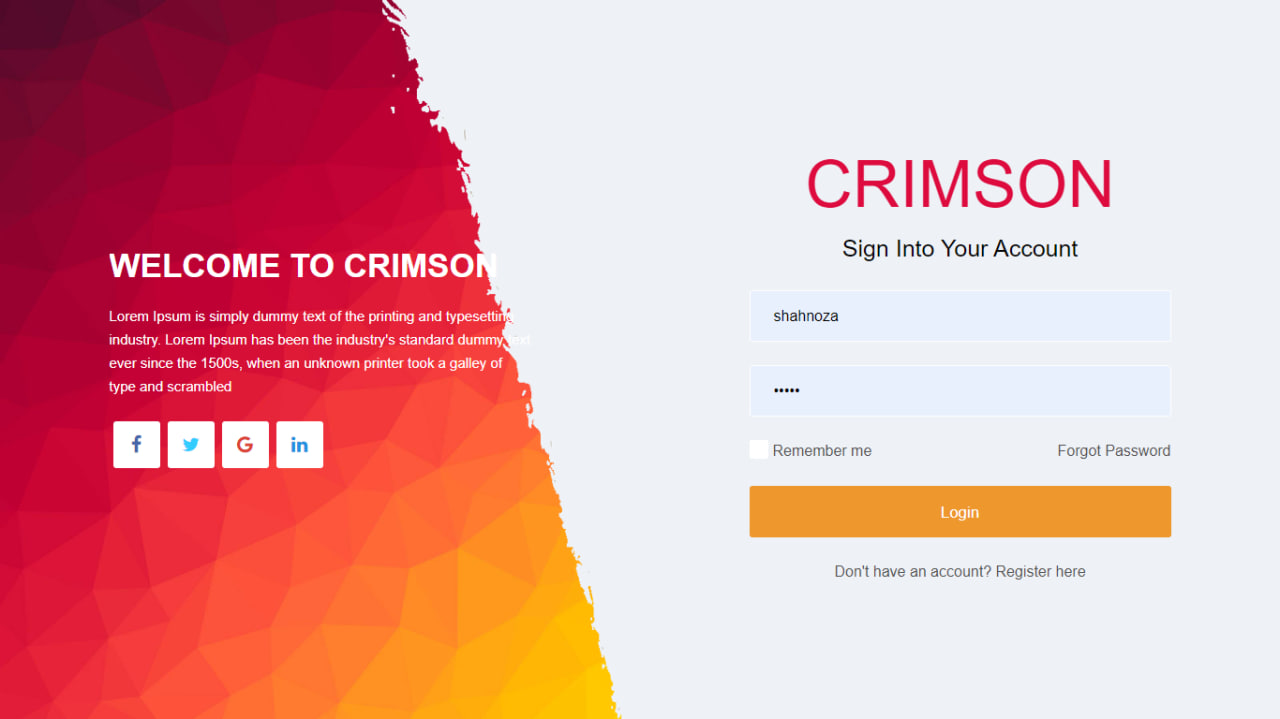 WELCOME TO CRIMSON
Lorem Ipsum is simply dummy text of the printing and typesetting
industry. Lorem Ipsum has been the industry's standard dummy text
ever since the 1500s, when an unknown printer took a galley of
type and scrambled
CRIMSON
Sign Into Your Account
shahnoza
•••••
Remember me
Forgot Password
Login
Don't have an account? Register here